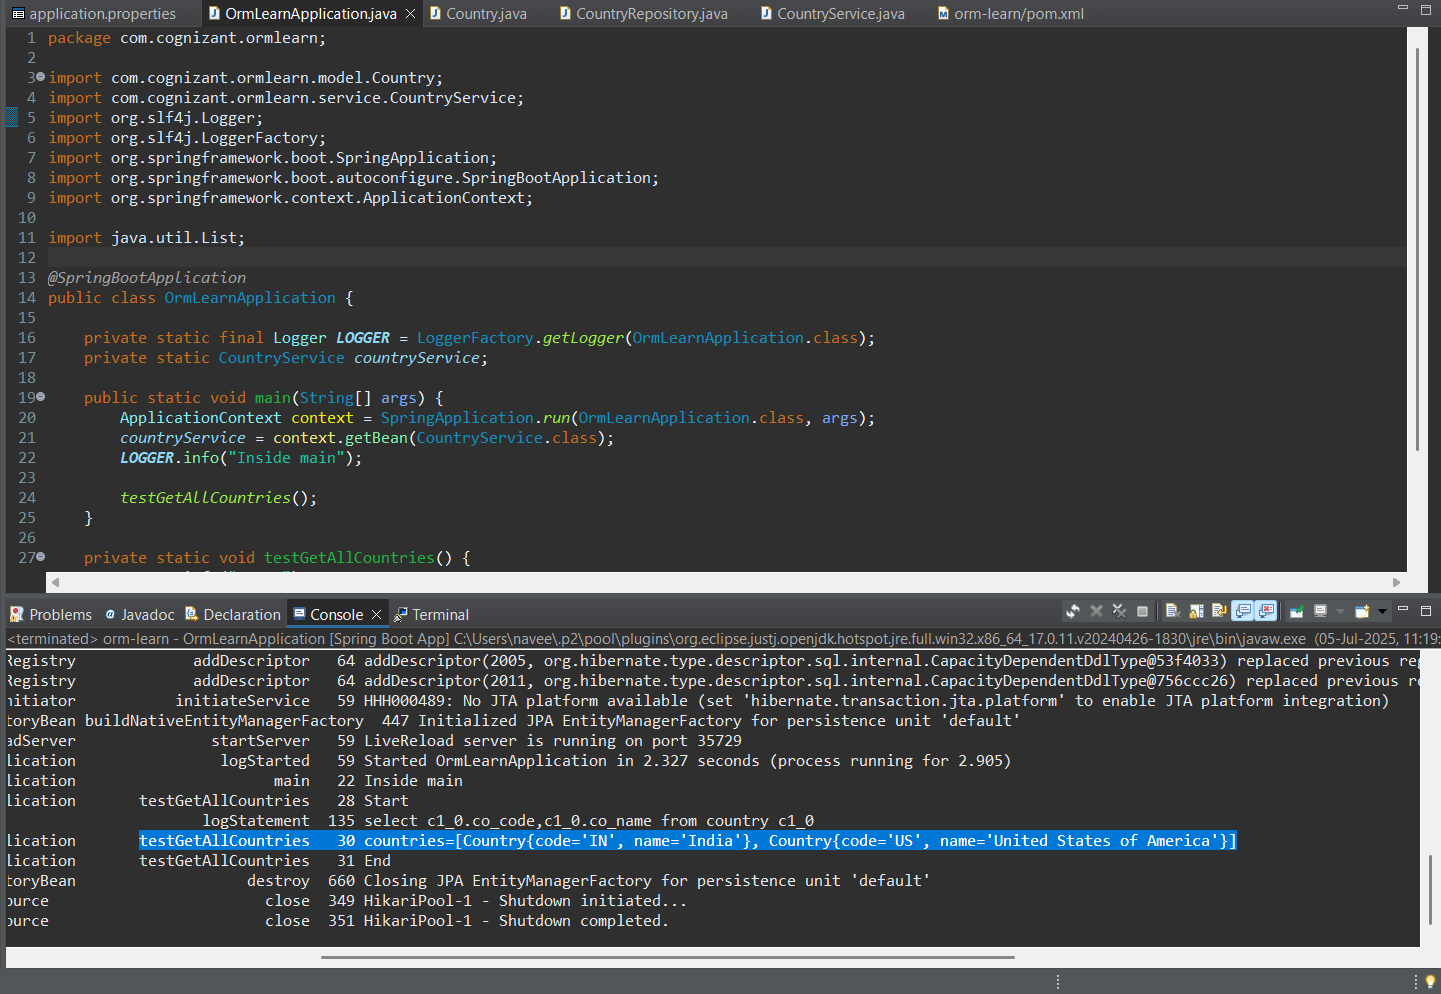 application.properties OrmLearnApplication.java Country.java CountryRepository.java CountryService.java orm-learn/pom.xml
1 package com.cognizant.ormlearn;
2
3 import com.cognizant.ormlearn.model.Country;
4 import com.cognizant.ormlearn.service.CountryService;
5 import org.slf4j.Logger;
6 import org.slf4j.LoggerFactory;
7 import org.springframework.boot.SpringApplication;
8 import org.springframework.boot.autoconfigure.SpringBootApplication;
9 import org.springframework.context.ApplicationContext;
10
11 import java.util.List;
12
13 @SpringBootApplication
14 public class OrmLearnApplication {
15
16 private static final Logger LOGGER = LoggerFactory.getLogger(OrmLearnApplication.class);
17 private static CountryService countryService;
18
19 public static void main(String[] args) {
20 ApplicationContext context = SpringApplication.run(OrmLearnApplication.class, args);
21 countryService = context.getBean(CountryService.class);
22 LOGGER.info("Inside main");
23
24 testGetAllCountries();
25 }
26
27 private static void testGetAllCountries() {
Problems Javadoc Declaration Console Terminal
<terminated> orm-learn - OrmLearnApplication [Spring Boot App] C:\Users\navee\.p2\pool\plugins\org.eclipse.justj.openjdk.hotspot.jre.full.win32.x86_64_17.0.11.v20240426-1830\jre\bin\javaw.exe (05-Jul-2025, 11:19:
Registry addDescriptor 64 addDescriptor(2005, org.hibernate.type.descriptor.sql.internal.CapacityDependentDdlType@53f4033) replaced previous reg
Registry addDescriptor 64 addDescriptor(2011, org.hibernate.type.descriptor.sql.internal.CapacityDependentDdlType@756ccc26) replaced previous re
nitiator initiateService 59 HHH000489: No JTA platform available (set 'hibernate.transaction.jta.platform' to enable JTA platform integration)
toryBean buildNativeEntityManagerFactory 447 Initialized JPA EntityManagerFactory for persistence unit 'default'
adServer startServer 59 LiveReload server is running on port 35729
lication logStarted 59 Started OrmLearnApplication in 2.327 seconds (process running for 2.905)
lication main 22 Inside main
lication testGetAllCountries 28 Start
logStatement 135 select c1_0.co_code,c1_0.co_name from country c1_0
lication testGetAllCountries 30 countries=[Country{code='IN', name='India'}, Country{code='US', name='United States of America'}]
lication testGetAllCountries 31 End
toryBean destroy 660 Closing JPA EntityManagerFactory for persistence unit 'default'
ource close 349 HikariPool-1 - Shutdown initiated...
ource close 351 HikariPool-1 - Shutdown completed.